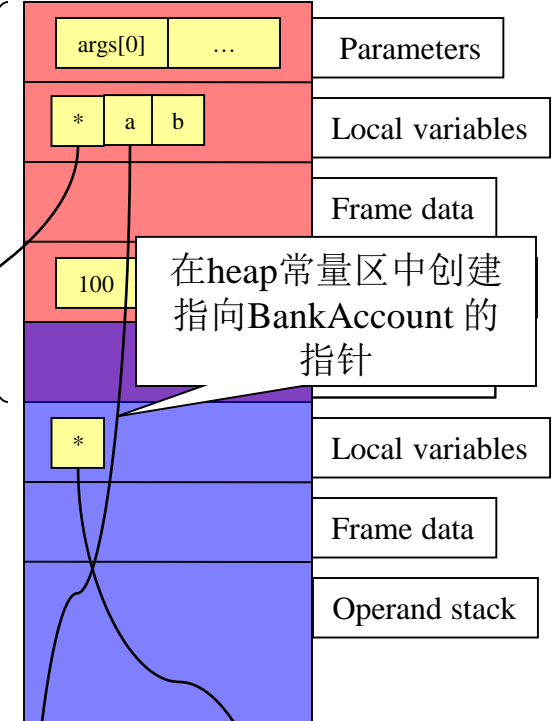 args[0] …
Parameters
* a b
Local variables
Frame data
100
在heap常量区中创建
指向BankAccount 的
指针
*
Local variables
Frame data
Operand stack